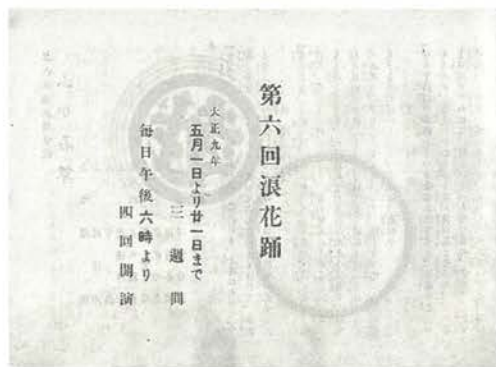 第六回浪花踊
大正九年
五月一日より廿一日まで
三週間
毎日午後六時より
四回開演